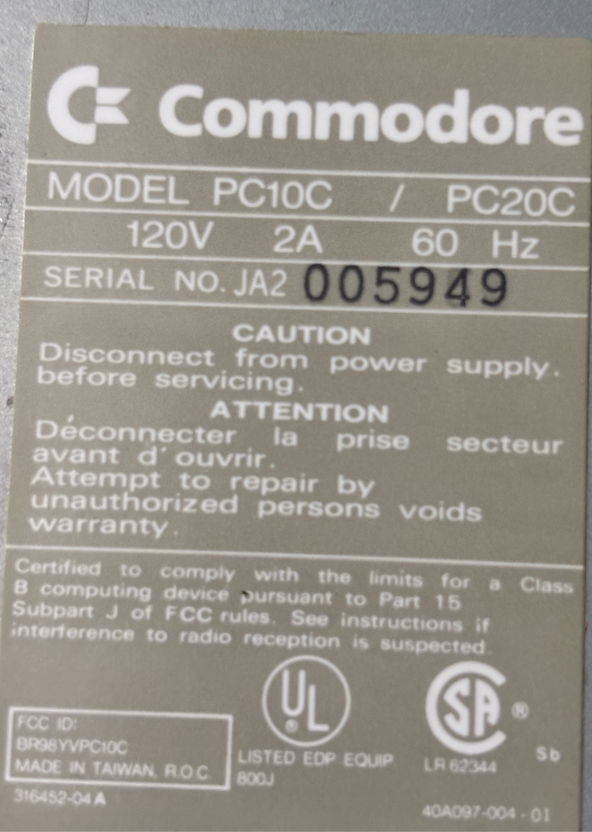 Commodore
MODEL PC10C / PC20C
120V 2A 60 Hz
SERIAL NO. JA2 005949
CAUTION
Disconnect from power supply.
before servicing.
ATTENTION
Déconnecter la prise secteur
avant d'ouvrir.
Attempt to repair by
unauthorized persons voids
warranty.
Certified to comply with the limits for a Class
B computing device pursuant to Part 15
Subpart J of FCC rules. See instructions if
interference to radio reception is suspected.
UL ®
SA ®
LISTED EDP EQUIP.
800J
LR 62344
Sb
FCC ID:
BR98YVPC10C
MADE IN TAIWAN, R.O.C.
316452-04 A
40A097-004-01